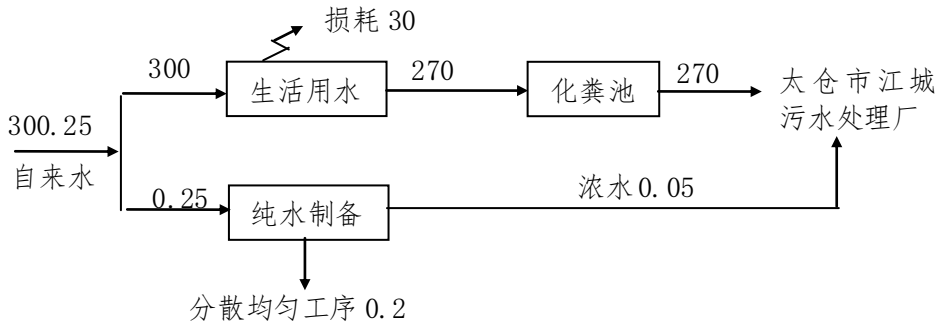 损耗 30
300
生活用水
270
化粪池
270
太仓市江城
污水处理厂
300.25
自来水
0.25
纯水制备
浓水 0.05
分散均匀工序 0.2